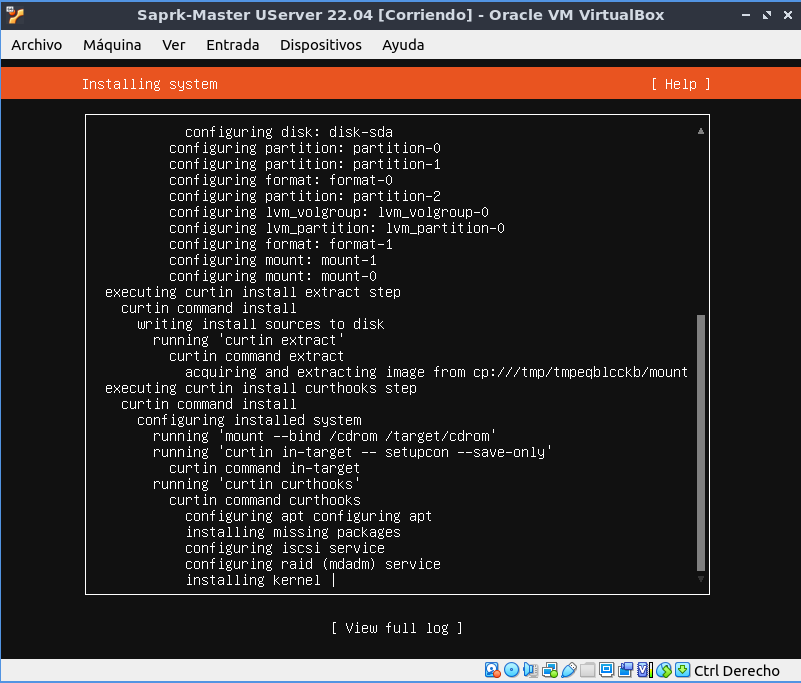 Saprk-Master UServer 22.04 [Corriendo] - Oracle VM VirtualBox
Archivo Máquina Ver Entrada Dispositivos Ayuda
Installing system [ Help ]
configuring disk: disk-sda
configuring partition: partition-0
configuring partition: partition-1
configuring format: format-0
configuring partition: partition-2
configuring lvm_volgroup: lvm_volgroup-0
configuring lvm_partition: lvm_partition-0
configuring format: format-1
configuring mount: mount-1
configuring mount: mount-0
executing curtin install extract step
curtin command install
writing install sources to disk
running 'curtin extract'
curtin command extract
acquiring and extracting image from cp:///tmp/tmpeqblcckb/mount
executing curtin install curthooks step
curtin command install
configuring installed system
running 'mount --bind /cdrom /target/cdrom'
running 'curtin in-target -- setupcon --save-only'
curtin command in-target
running 'curtin curthooks'
curtin command curthooks
configuring apt configuring apt
installing missing packages
configuring iscsi service
configuring raid (mdadm) service
installing kernel |
[ View full log ]
Ctrl Derecho